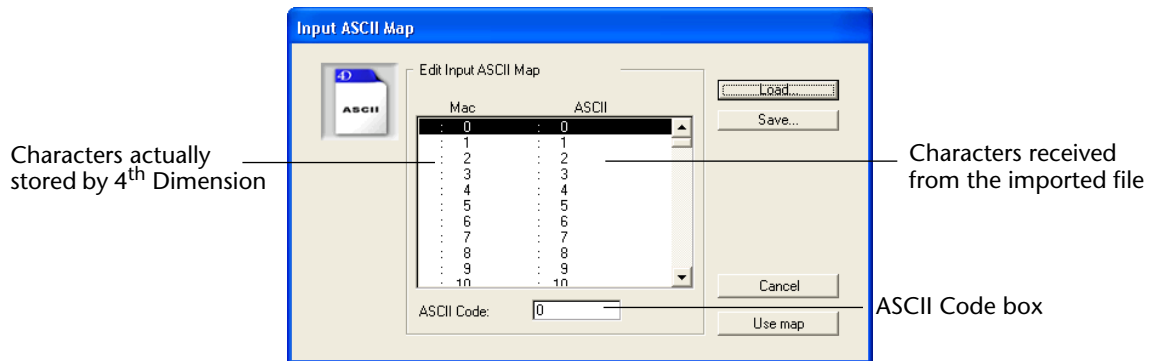 Input ASCII Map
4D
ASCII
Edit Input ASCII Map
Mac ASCII
: 0 : 0
: 1 : 1
: 2 : 2
: 3 : 3
: 4 : 4
: 5 : 5
: 6 : 6
: 7 : 7
: 8 : 8
: 9 : 9
: 10 : 10
ASCII Code: 0
Load...
Save...
Cancel
Use map
Characters actually
stored by 4th Dimension
Characters received
from the imported file
ASCII Code box